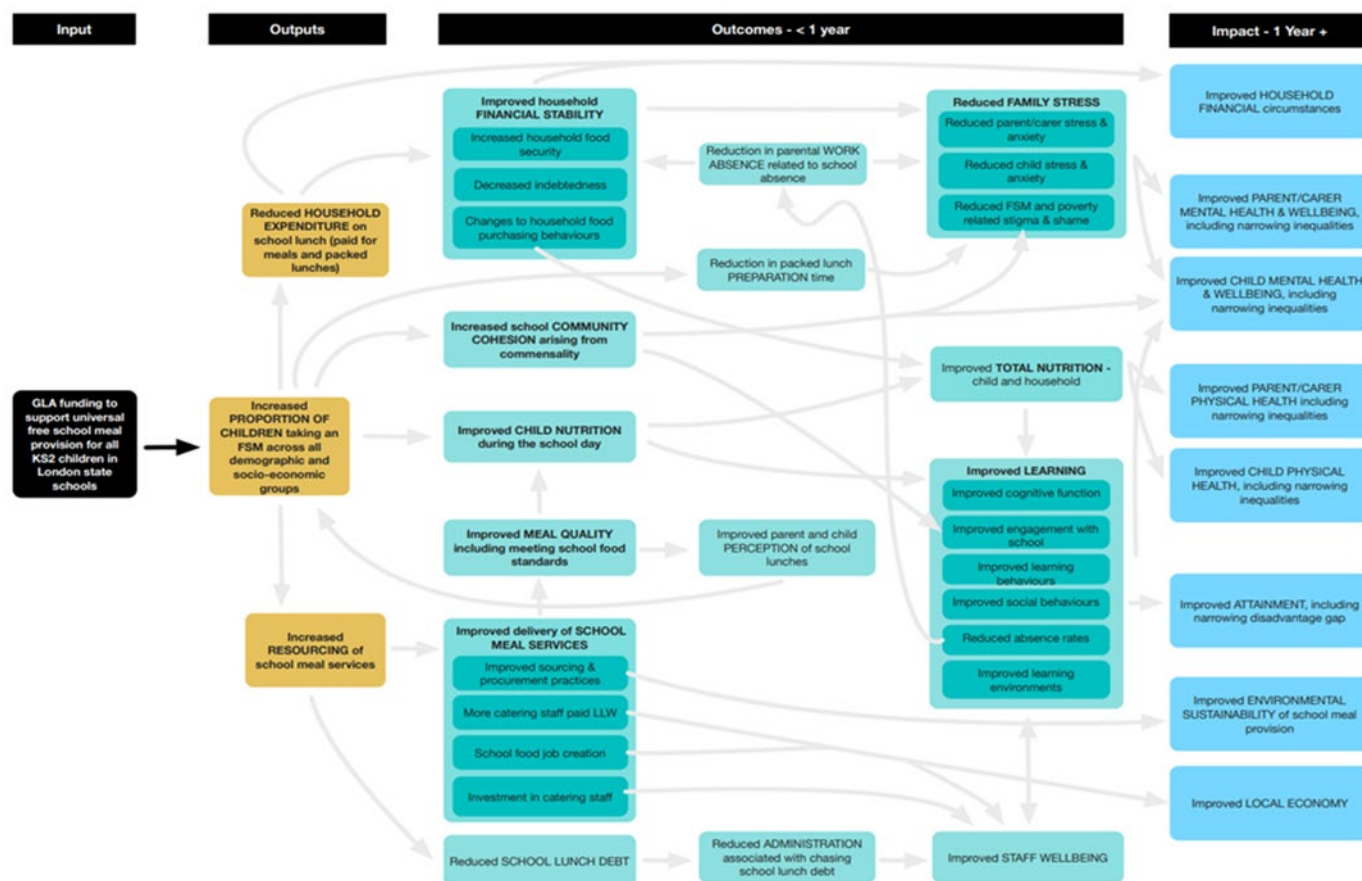 Input
Outputs
Outcomes - < 1 year
Impact - 1 Year +
GLA funding to
support universal
free school meal
provision for all
KS2 children in
London state
schools
Reduced HOUSEHOLD
EXPENDITURE on
school lunch (paid for
meals and packed
lunches)
Increased
PROPORTION OF
CHILDREN taking an
FSM across all
demographic and
socio-economic
groups
Increased
RESOURCING of
school meal services
Improved household
FINANCIAL STABILITY
Increased household food
security
Decreased indebtedness
Changes to household food
purchasing behaviours
Increased school COMMUNITY
COHESION arising from
commensality
Improved CHILD NUTRITION
during the school day
Improved MEAL QUALITY
including meeting school food
standards
Improved delivery of SCHOOL
MEAL SERVICES
Improved sourcing &
procurement practices
More catering staff paid LLW
School food job creation
Investment in catering staff
Reduced SCHOOL LUNCH DEBT
Reduction in parental WORK
ABSENCE related to school
absence
Reduction in packed lunch
PREPARATION time
Improved parent and child
PERCEPTION of school
lunches
Reduced ADMINISTRATION
associated with chasing
school lunch debt
Reduced FAMILY STRESS
Reduced parent/carer stress &
anxiety
Reduced child stress &
anxiety
Reduced FSM and poverty
related stigma & shame
Improved TOTAL NUTRITION -
child and household
Improved LEARNING
Improved cognitive function
Improved engagement with
school
Improved learning
behaviours
Improved social behaviours
Reduced absence rates
Improved learning
environments
Improved STAFF WELLBEING
Improved HOUSEHOLD
FINANCIAL circumstances
Improved PARENT/CARER
MENTAL HEALTH & WELLBEING,
including narrowing inequalities
Improved CHILD MENTAL HEALTH
& WELLBEING, including
narrowing inequalities
Improved PARENT/CARER
PHYSICAL HEALTH including
narrowing inequalities
Improved CHILD PHYSICAL
HEALTH, including narrowing
inequalities
Improved ATTAINMENT, including
narrowing disadvantage gap
Improved ENVIRONMENTAL
SUSTAINABILITY of school meal
provision
Improved LOCAL ECONOMY